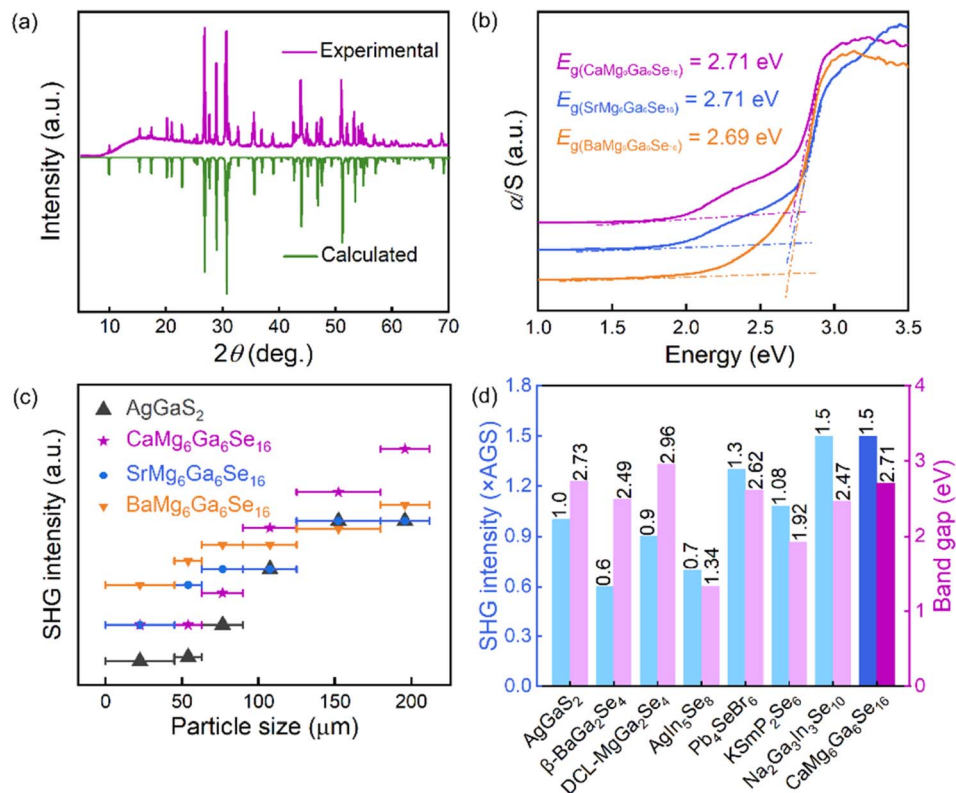 (a)
Experimental
Calculated
Intensity (a.u.)
10 20 30 40 50 60 70
2θ (deg.)
(b)
Eg(CaMg6Ga6Se16) = 2.71 eV
Eg(SrMg6Ga6Se16) = 2.71 eV
Eg(BaMg6Ga6Se16) = 2.69 eV
α/S (a.u.)
1.0 1.5 2.0 2.5 3.0 3.5
Energy (eV)
(c)
AgGaS2
CaMg6Ga6Se16
SrMg6Ga6Se16
BaMg6Ga6Se16
SHG intensity (a.u.)
0 50 100 150 200
Particle size (μm)
(d)
SHG intensity (×AGS)
1.8
1.5
1.2
0.9
0.6
0.3
0.0
1.0 2.73 0.6 2.49 0.9 2.96 0.7 1.34 1.3 2.62 1.08 1.92 1.5 2.47 1.5 2.71
4
3
2
1
0
Band gap (eV)
AgGaS2
β-BaGa2Se4
DCL-MgGa2Se4
AgIn5Se8
Pb4SeBr6
KSmP2Se6
Na2Ga3In3Se10
CaMg6Ga6Se16